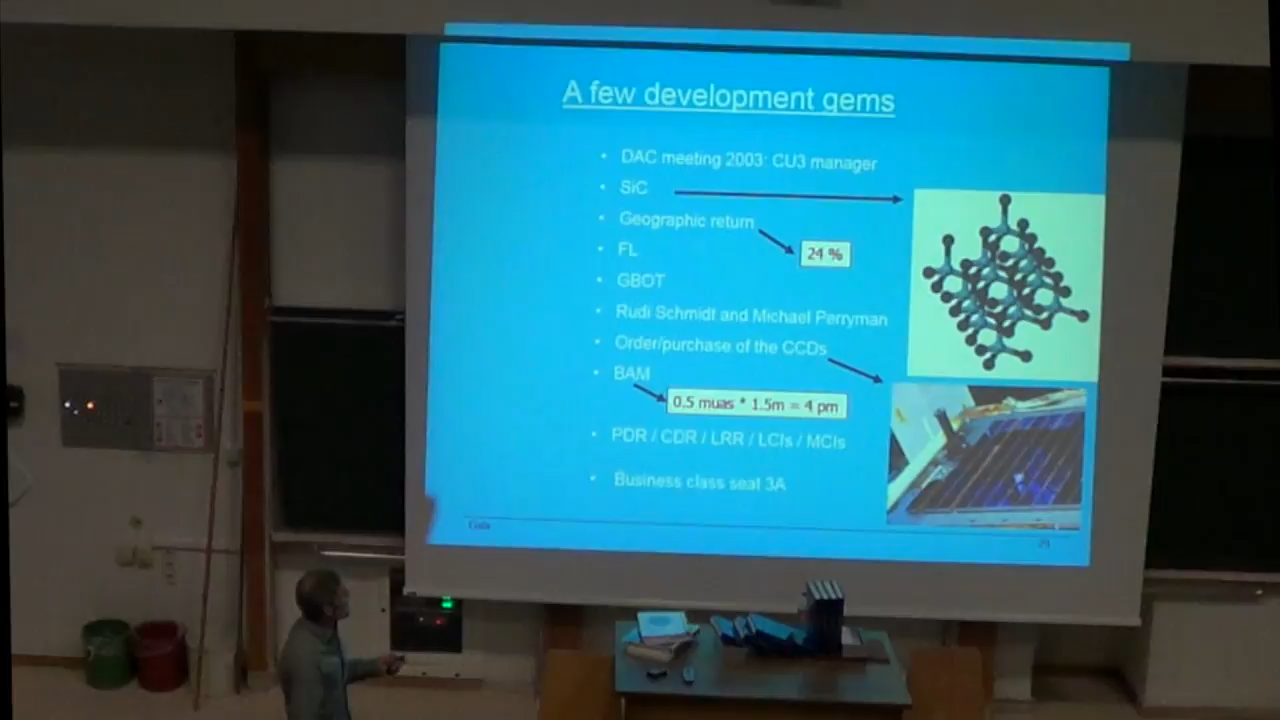 A few development gems
• DAC meeting 2003: CU3 manager
• SiC
• Geographic return
24 %
• FL
• GBOT
• Rudi Schmidt and Michael Perryman
• Order/purchase of the CCDs
• BAM
0.5 muas * 1.5m = 4 pm
• PDR / CDR / LRR / LCIs / MCIs
• Business class seat 3A
Gaia